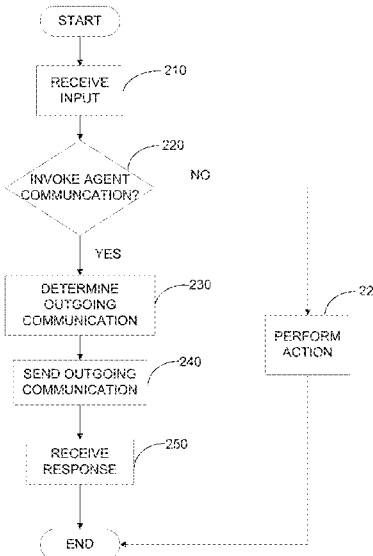 START
RECEIVE
INPUT
210
220
INVOKE AGENT
COMMUNCATION?
NO
YES
DETERMINE
OUTGOING
COMMUNICATION
230
22
PERFORM
ACTION
SEND OUTGOING
COMMUNICATION
240
RECEIVE
RESPONSE
250
END